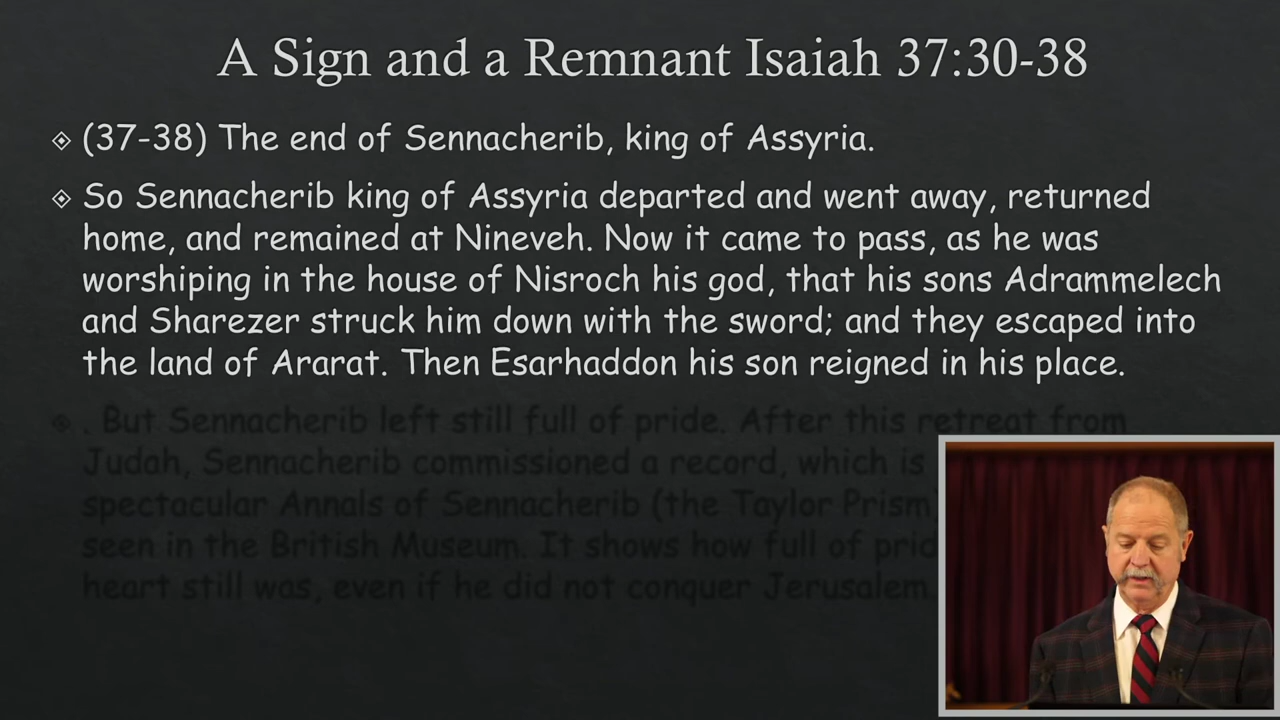 A Sign and a Remnant Isaiah 37:30-38
(37-38) The end of Sennacherib, king of Assyria.
So Sennacherib king of Assyria departed and went away, returned
home, and remained at Nineveh. Now it came to pass, as he was
worshiping in the house of Nisroch his god, that his sons Adrammelech
and Sharezer struck him down with the sword; and they escaped into
the land of Ararat. Then Esarhaddon his son reigned in his place.
. But Sennacherib left still full of pride. After this retreat from
Judah, Sennacherib commissioned a record, which is
spectacular Annals of Sennacherib (the Taylor Prism)
seen in the British Museum. It shows how full of
heart still was, even if he did not conquer Jerusalem.